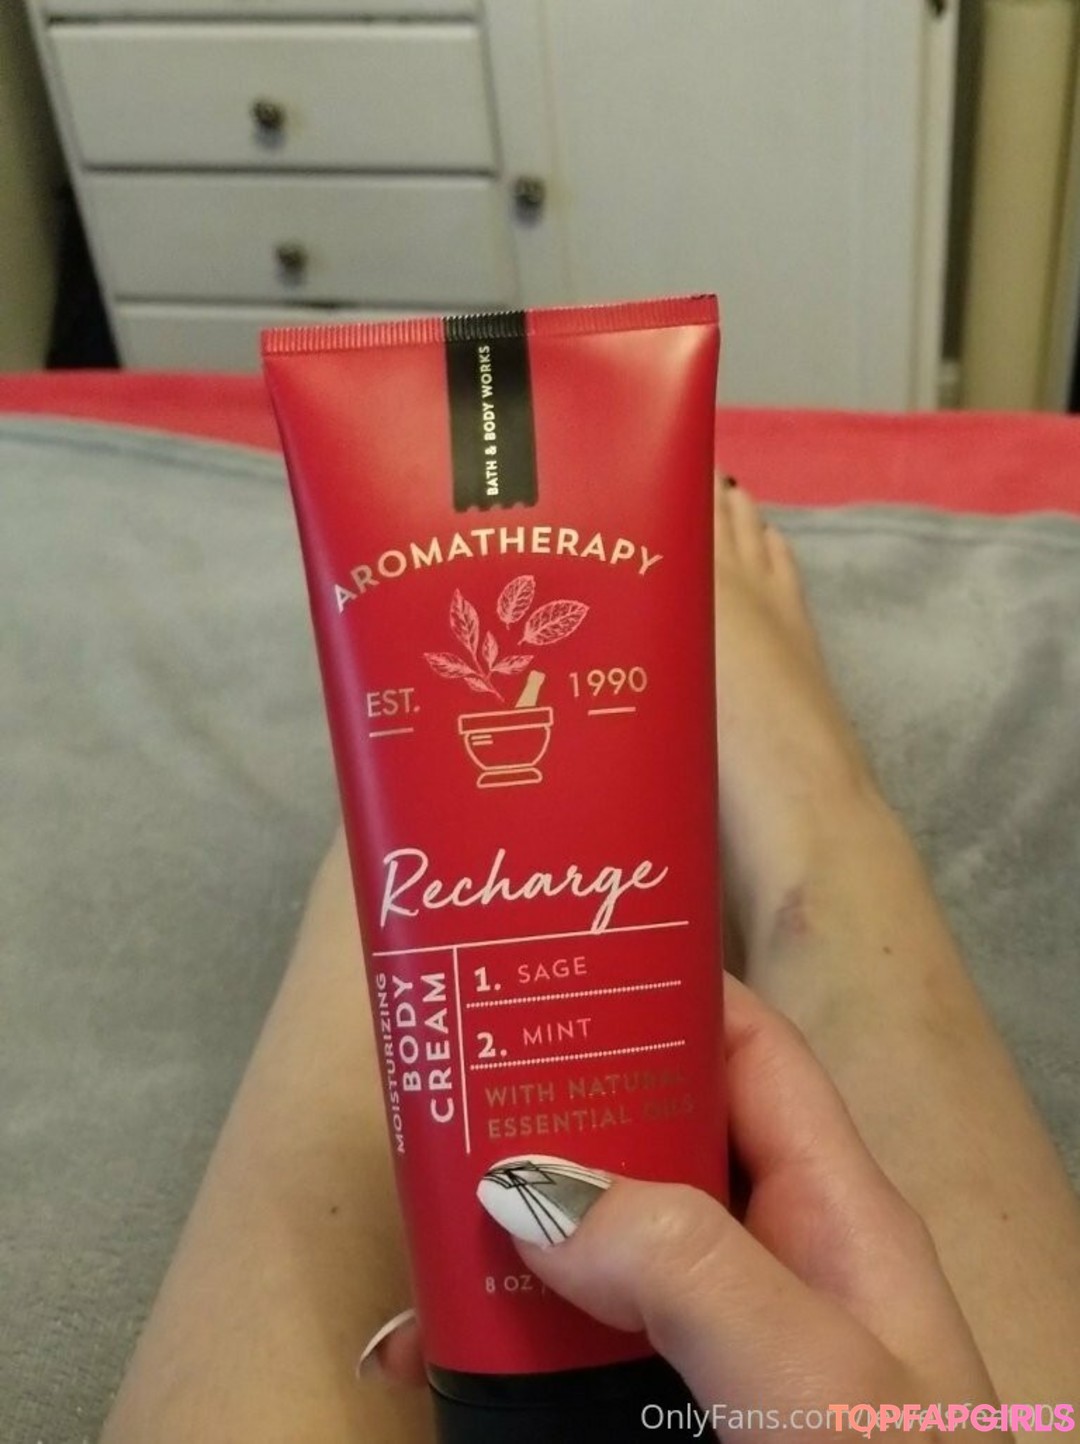 BATH & BODY WORKS
AROMATHERAPY
EST. 1990
Recharge
MOISTURIZING
BODY
CREAM
1. SAGE
2. MINT
WITH NATURAL
ESSENTIAL OILS
8 OZ
OnlyFans.com/
TOPFAPGIRLS